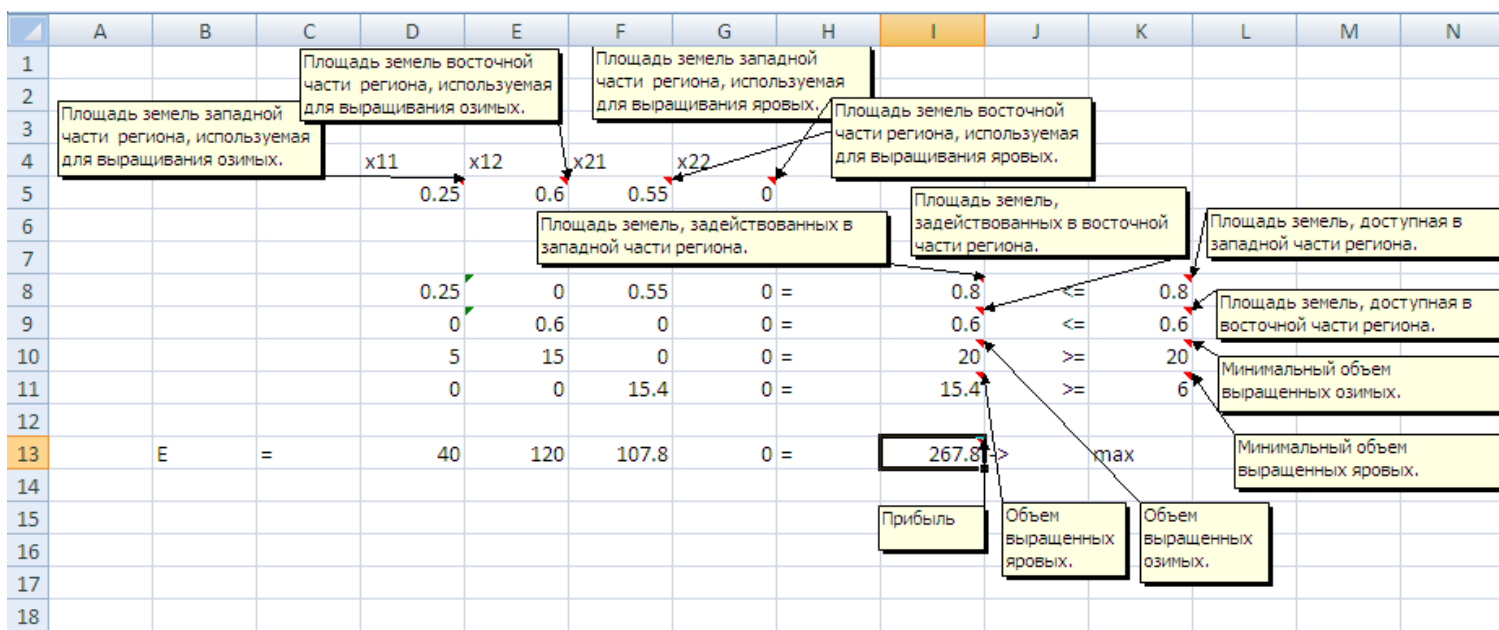 A B C D E F G H I J K L M N
1
Площадь земель восточной
части региона, используемая
для выращивания озимых.
Площадь земель западной
части региона, используемая
для выращивания яровых.
2
Площадь земель западной
части региона, используемая
для выращивания озимых.
Площадь земель восточной
части региона, используемая
для выращивания яровых.
3
4 x11 x12 x21 x22
5 0.25 0.6 0.55 0
Площадь земель,
задействованных в восточной
части региона.
6
Площадь земель, задействованных в
западной части региона.
Площадь земель, доступная в
западной части региона.
7
8 0.25 0 0.55 0 = 0.8 <= 0.8
9 0 0.6 0 0 = 0.6 <= 0.6
Площадь земель, доступная в
восточной части региона.
10 5 15 0 0 = 20 >= 20
11 0 0 15.4 0 = 15.4 >= 6
Минимальный объем
выращенных озимых.
12
13 E = 40 120 107.8 0 = 267.8 -> max
Минимальный объем
выращенных яровых.
14
15
Прибыль
Объем
выращенных
яровых.
Объем
выращенных
озимых.
16
17
18